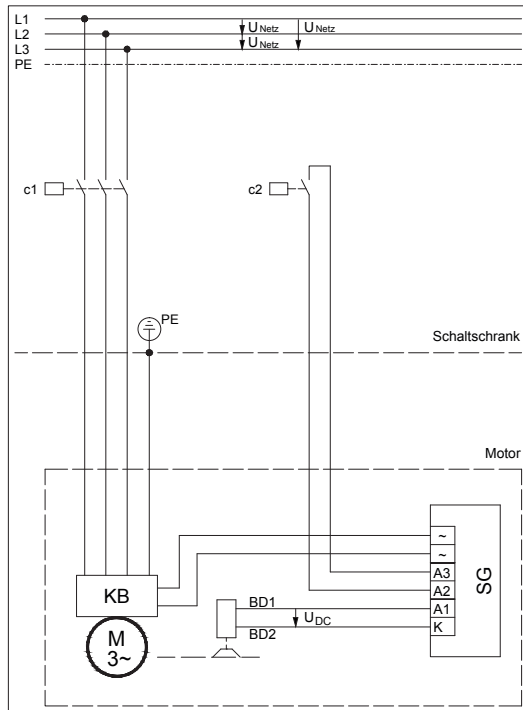 L1
U Netz
U Netz
L2
U Netz
L3
PE
c1
c2
PE
Schaltschrank
Motor
~
~
A3
A2
A1
K
SG
KB
M
3~
BD1
U DC
BD2